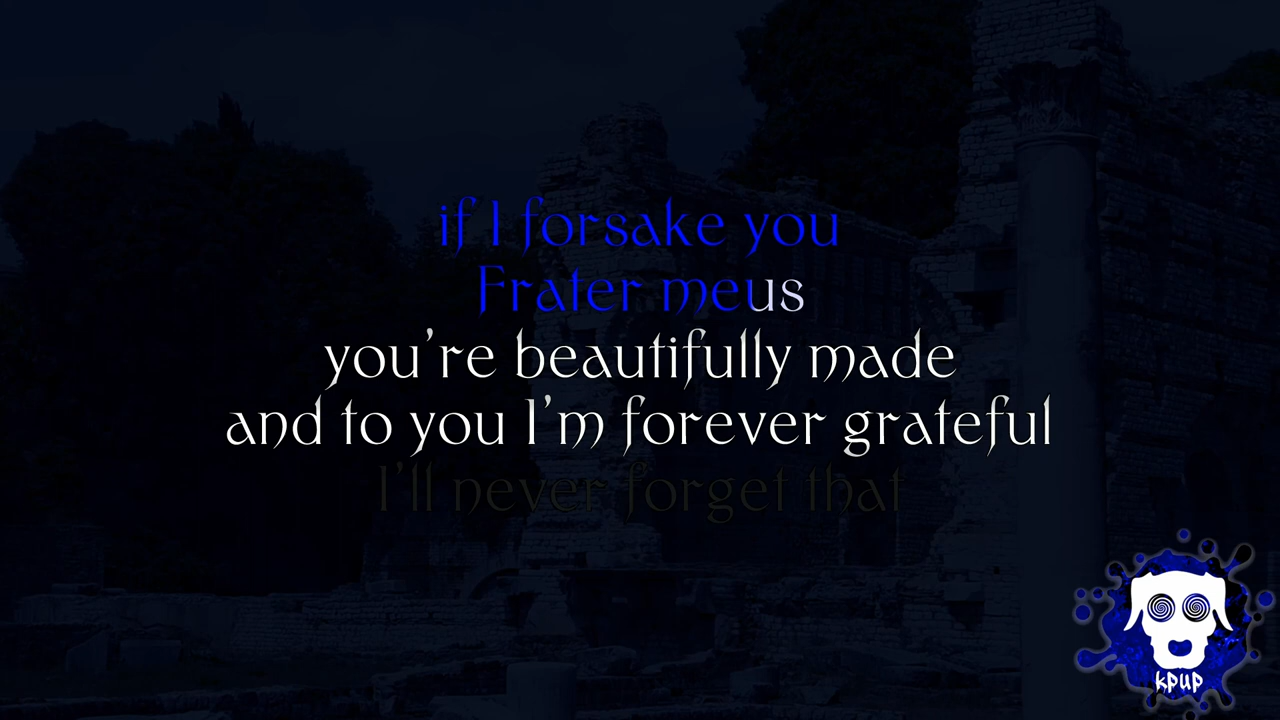 if I forsake you
Frater meus
you're beautifully made
and to you I'm forever grateful
I'll never forget that
kpup